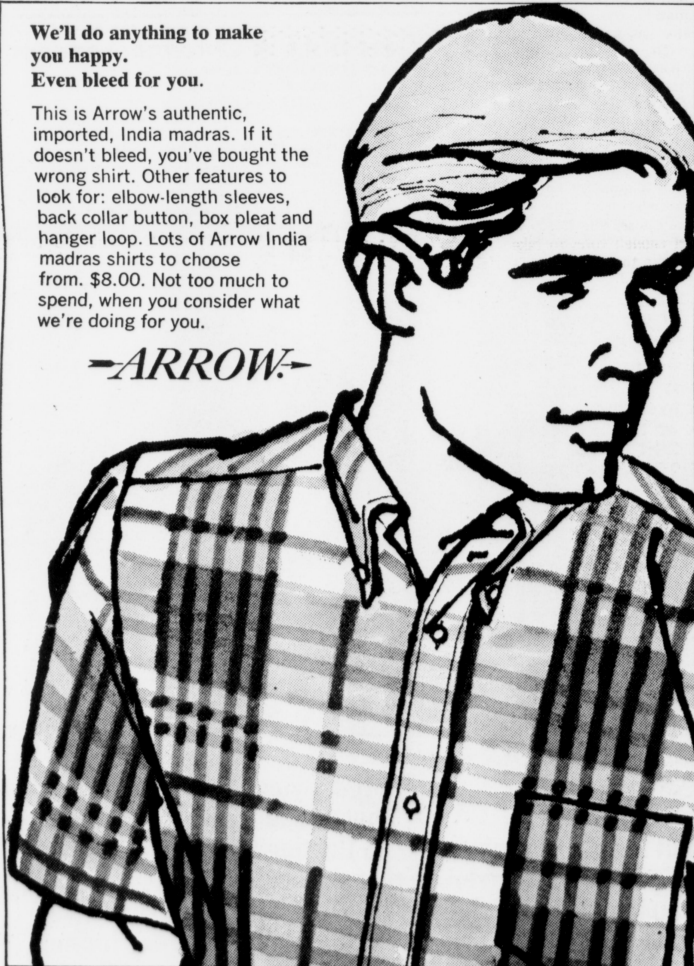 We'll do anything to make
you happy.
Even bleed for you.
This is Arrow's authentic,
imported, India madras. If it
doesn't bleed, you've bought the
wrong shirt. Other features to
look for: elbow-length sleeves,
back collar button, box pleat and
hanger loop. Lots of Arrow India
madras shirts to choose
from. $8.00. Not too much to
spend, when you consider what
we're doing for you.
ARROW